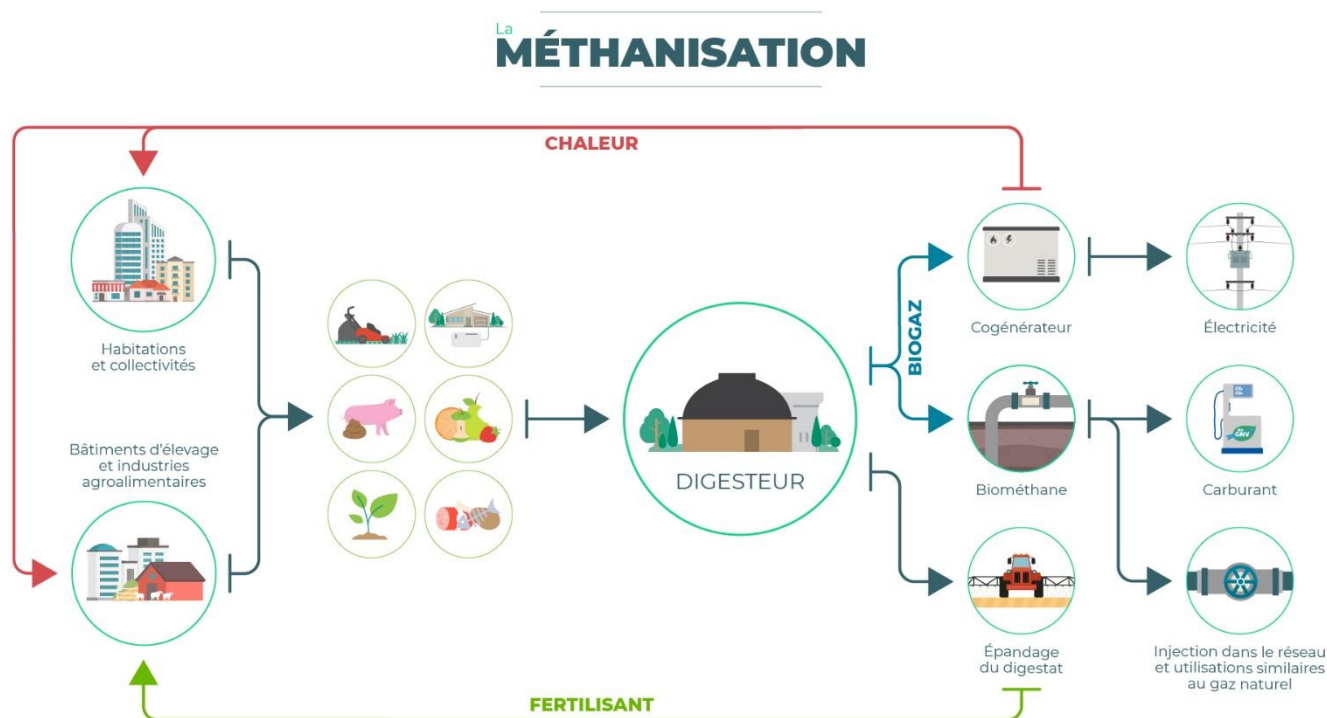 La
MÉTHANISATION
CHALEUR
Habitations
et collectivités
Bâtiments d'élevage
et industries
agroalimentaires
DIGESTEUR
BIOGAZ
Cogénérateur
Électricité
Biométhane
Carburant
GNV
Épandage
du digestat
Injection dans le réseau
et utilisations similaires
au gaz naturel
FERTILISANT